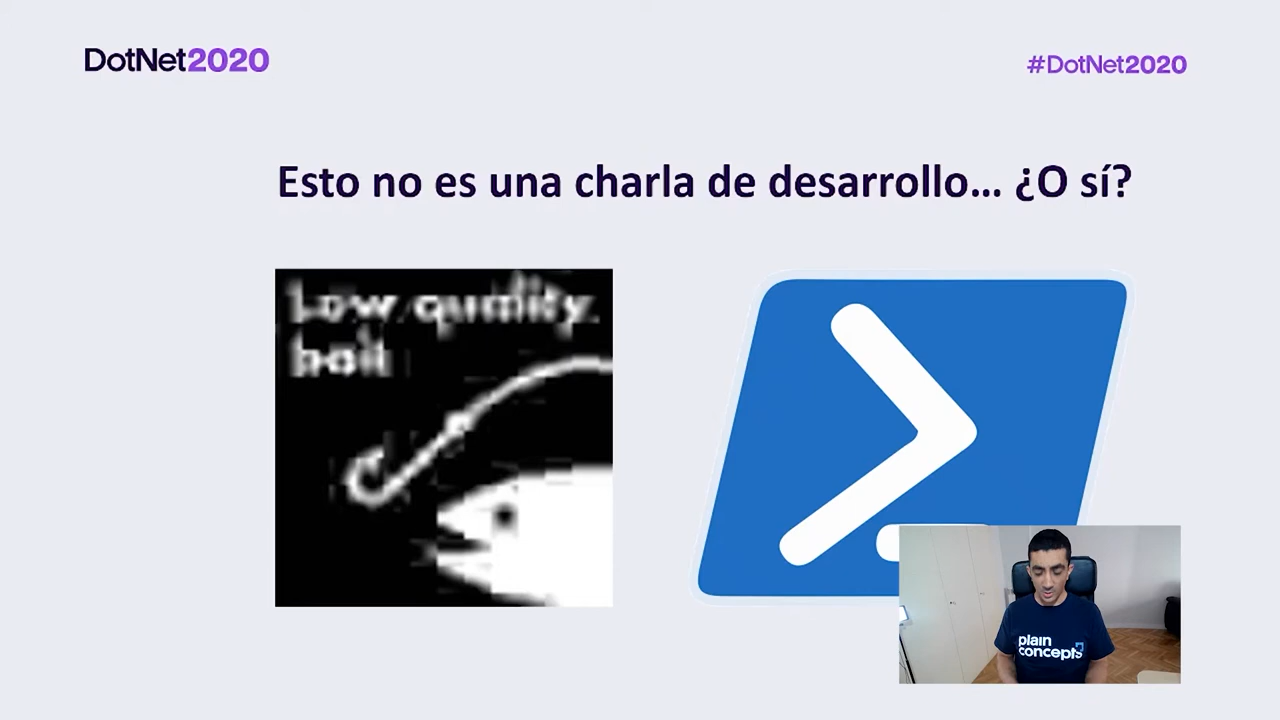 DotNet2020
#DotNet2020
Esto no es una charla de desarrollo... ¿O sí?
Low quality
bait
plain
concepts